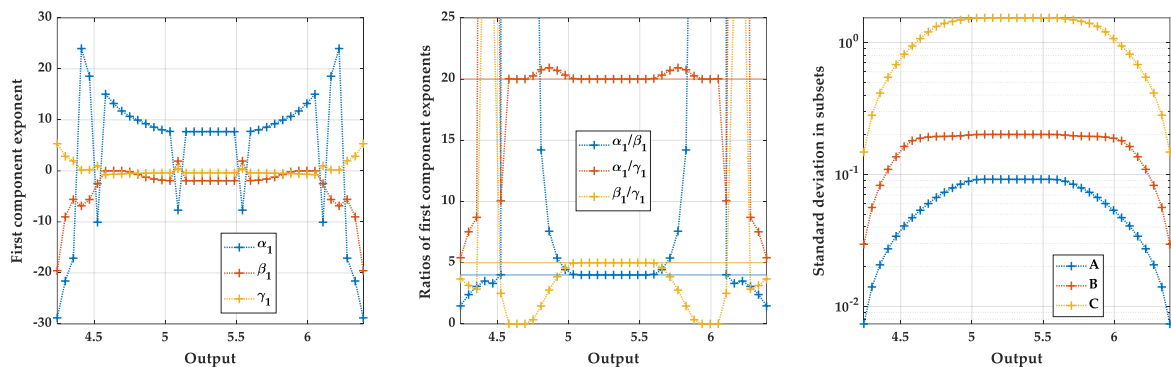 First component exponent
30
20
10
0
-10
-20
-30
4.5
5
5.5
6
Output
α₁
β₁
γ₁
Ratios of first component exponents
25
20
15
10
5
0
4.5
5
5.5
6
Output
α₁/β₁
α₁/γ₁
β₁/γ₁
Standard deviation in subsets
10⁰
10⁻¹
10⁻²
4.5
5
5.5
6
Output
A
B
C